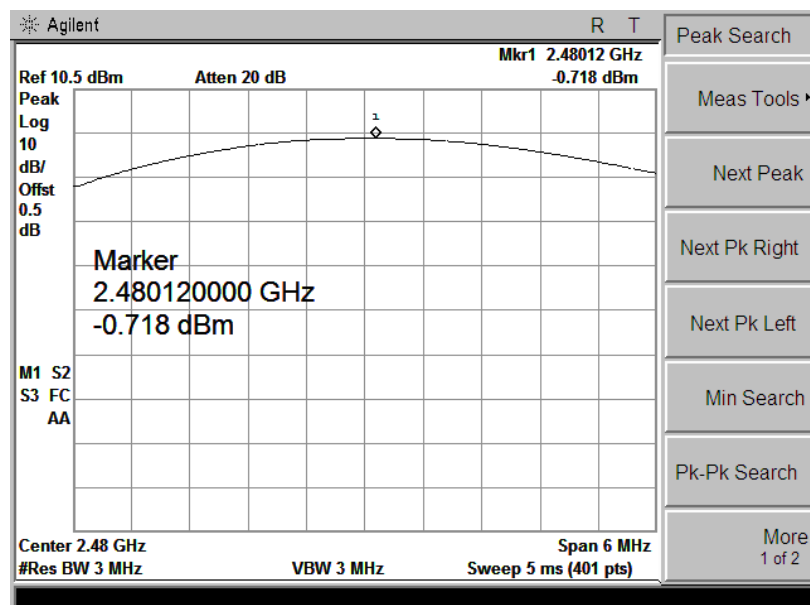 Agilent R T
Mkr1 2.48012 GHz
Ref 10.5 dBm Atten 20 dB -0.718 dBm
Peak
Log
10
dB/
Offst
0.5
dB
1
Marker
2.480120000 GHz
-0.718 dBm
M1 S2
S3 FC
AA
Center 2.48 GHz Span 6 MHz
#Res BW 3 MHz VBW 3 MHz Sweep 5 ms (401 pts)
Peak Search
Meas Tools
Next Peak
Next Pk Right
Next Pk Left
Min Search
Pk-Pk Search
More
1 of 2